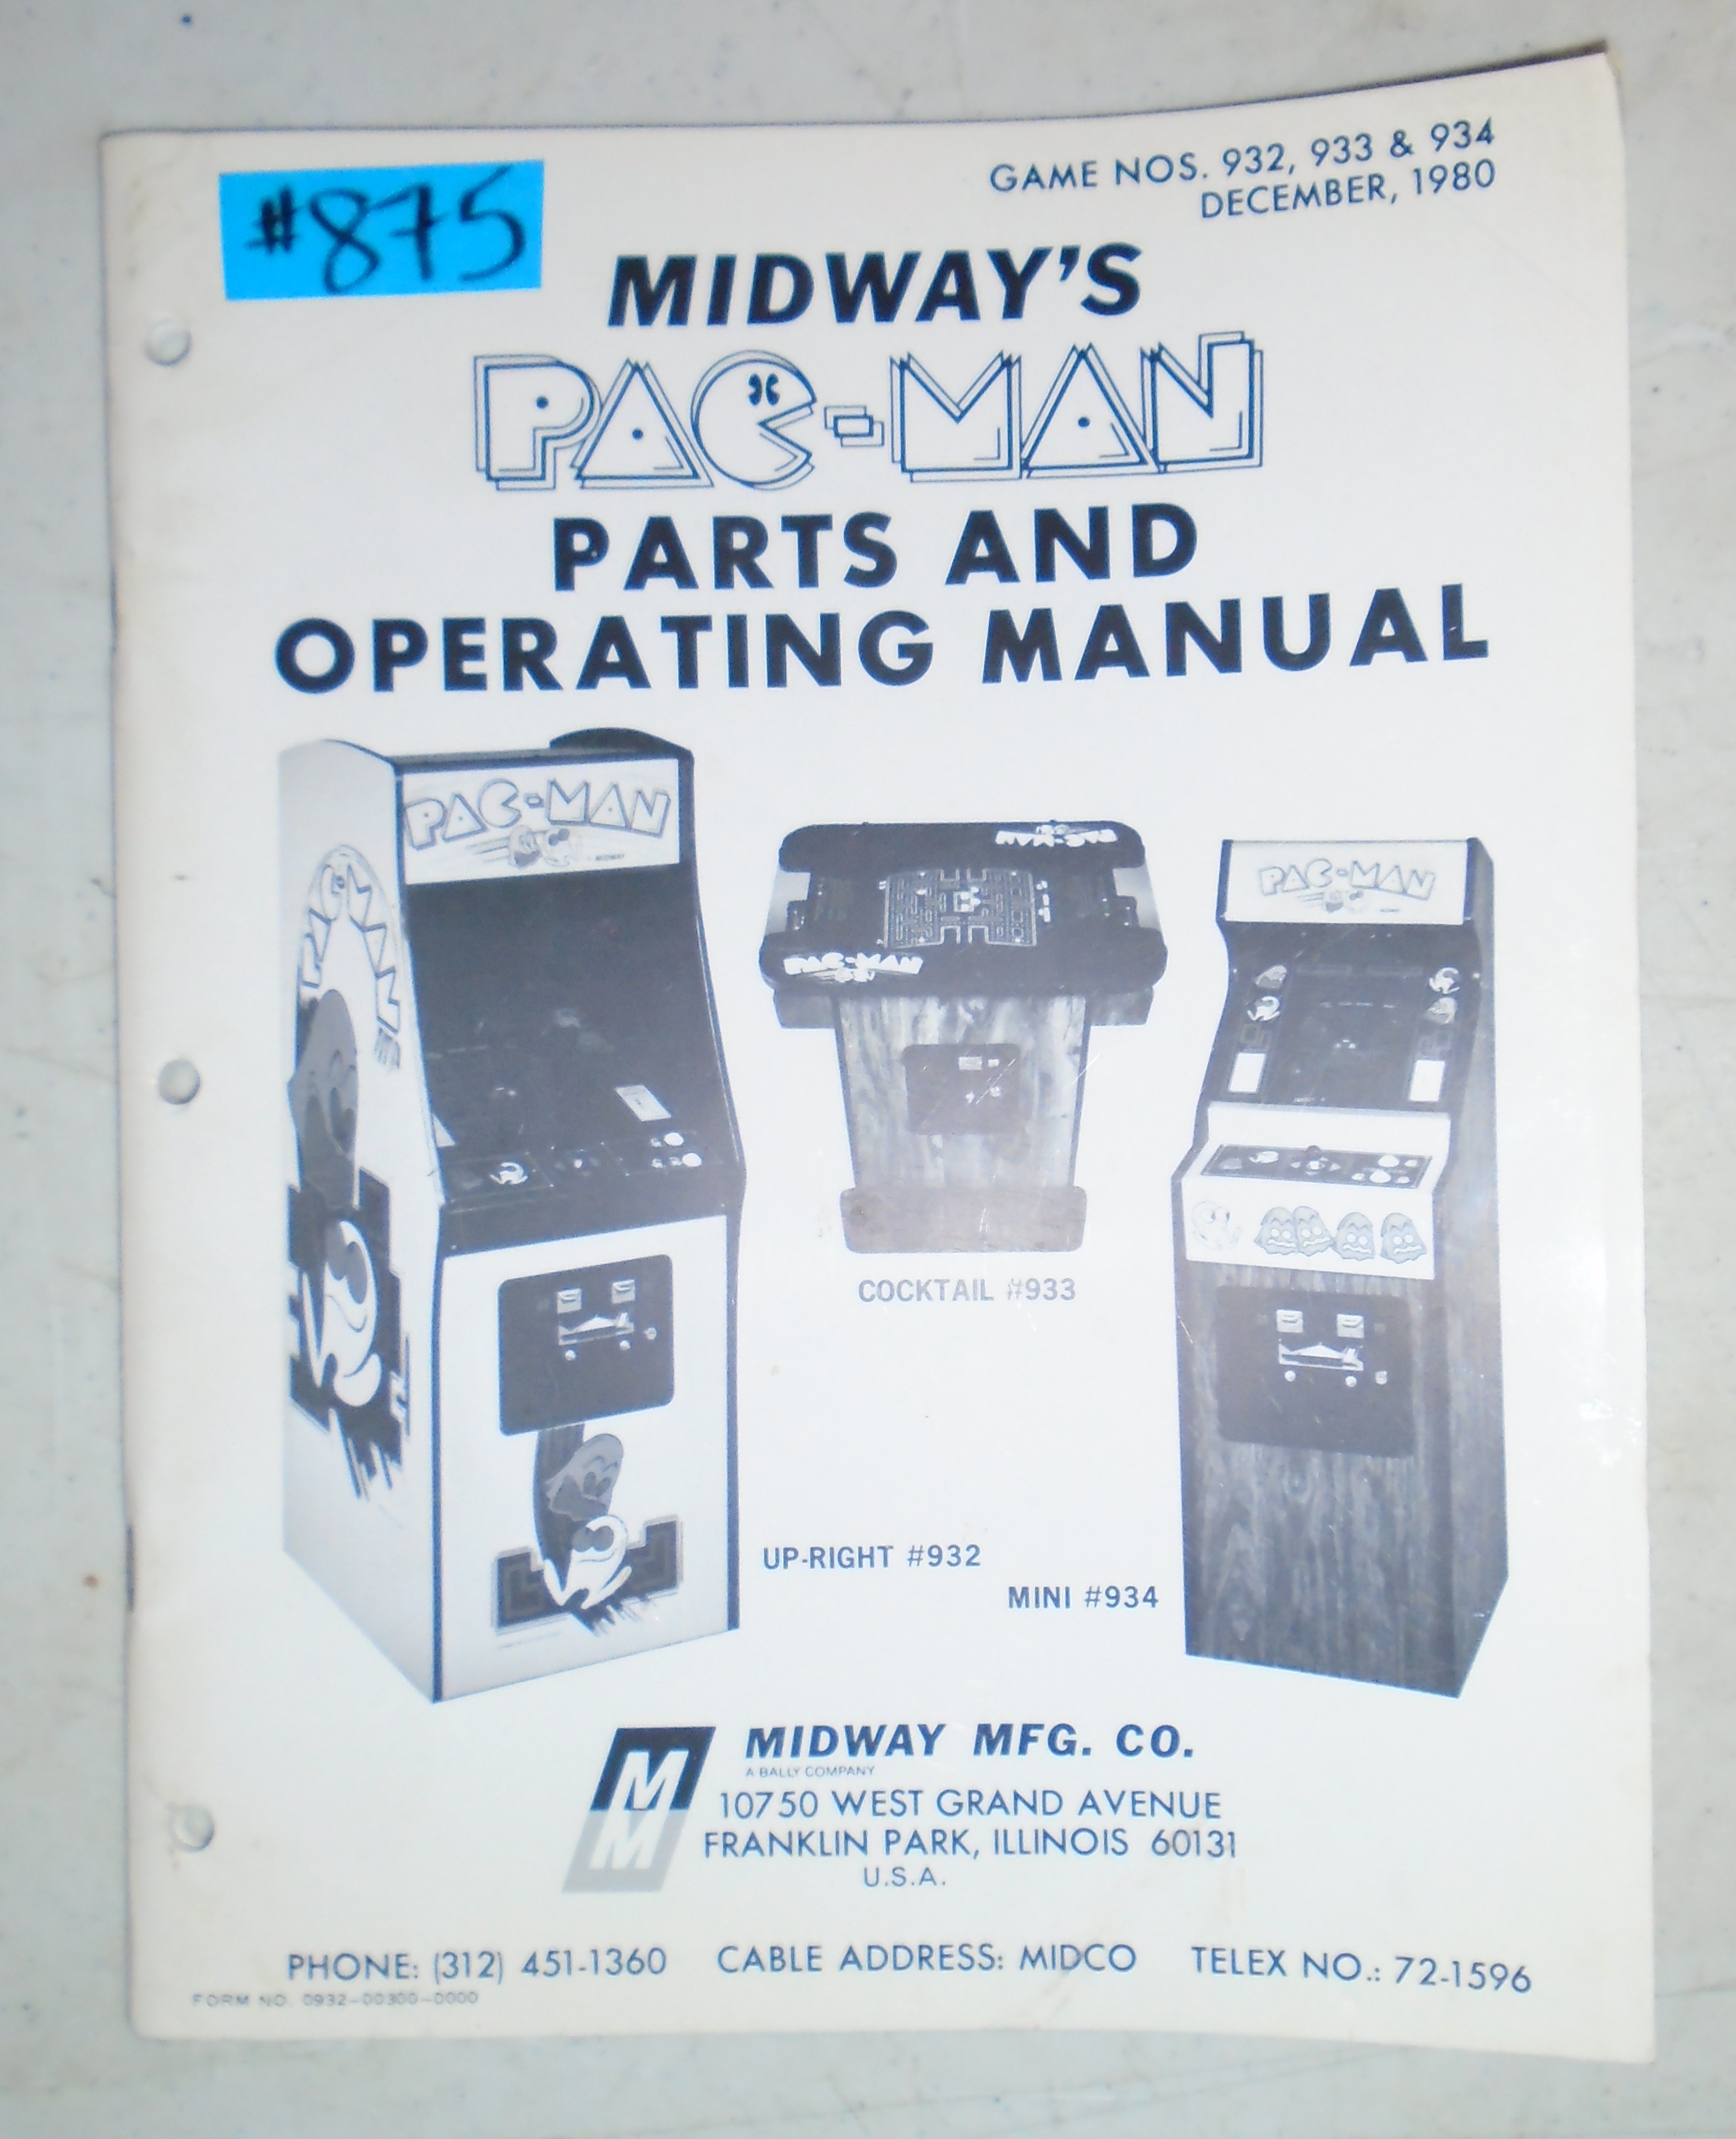 GAME NOS. 932, 933 & 934
DECEMBER, 1980
#875
MIDWAY'S
PAC-MAN
PARTS AND
OPERATING MANUAL
PAC-MAN
MIDWAY
PAC-MAN
PAC-MAN
PAC-MAN
PAC-MAN
COCKTAIL #933
UP-RIGHT #932
MINI #934
M
M
MIDWAY MFG. CO.
A BALLY COMPANY
10750 WEST GRAND AVENUE
FRANKLIN PARK, ILLINOIS 60131
U.S.A.
PHONE: (312) 451-1360 CABLE ADDRESS: MIDCO TELEX NO.: 72-1596
FORM NO. 0932-00300-0000